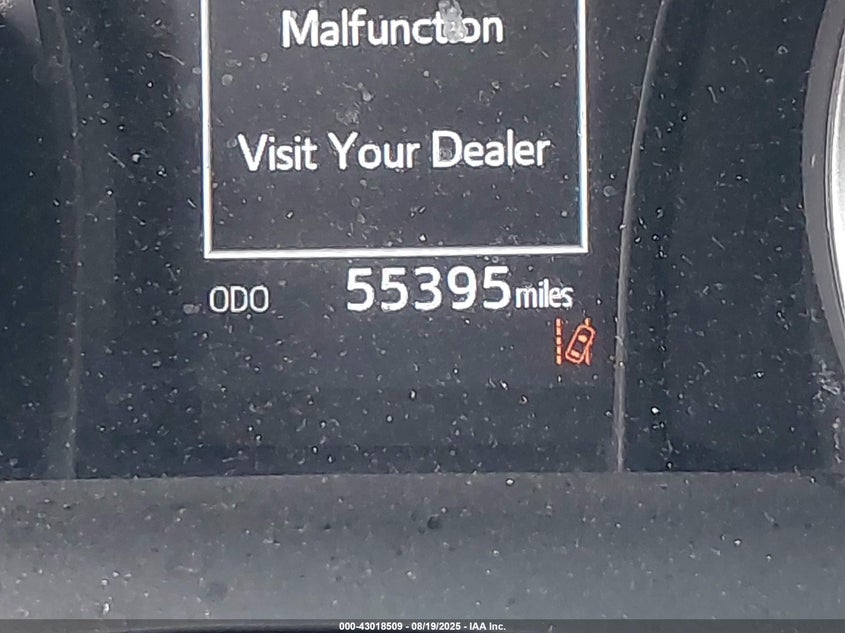 Malfunction
Visit Your Dealer
ODO 55395 miles
000-43018509 - 08/19/2025 - IAA Inc.